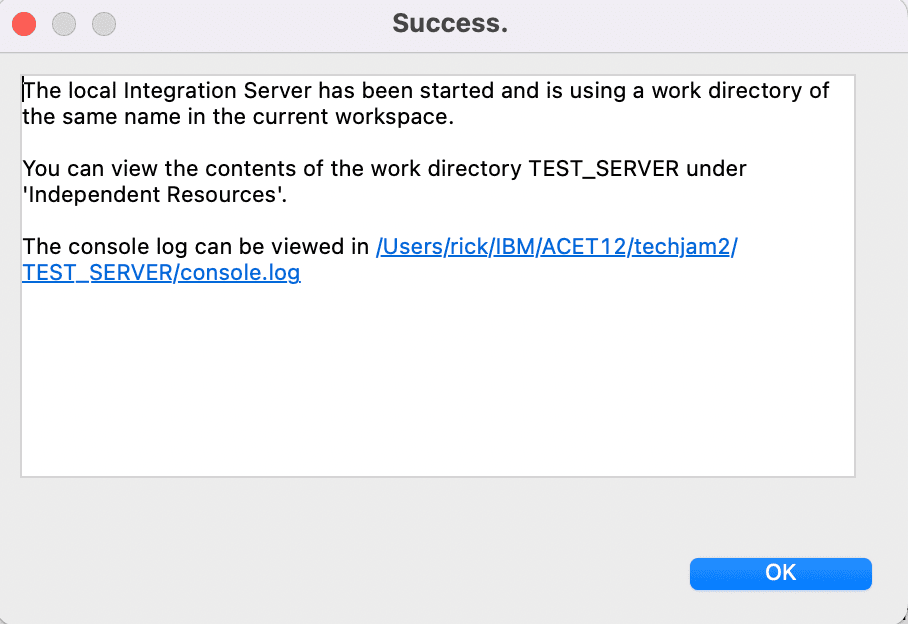 Success.
The local Integration Server has been started and is using a work directory of
the same name in the current workspace.
You can view the contents of the work directory TEST_SERVER under
'Independent Resources'.
The console log can be viewed in /Users/rick/IBM/ACET12/techjam2/
TEST_SERVER/console.log
OK